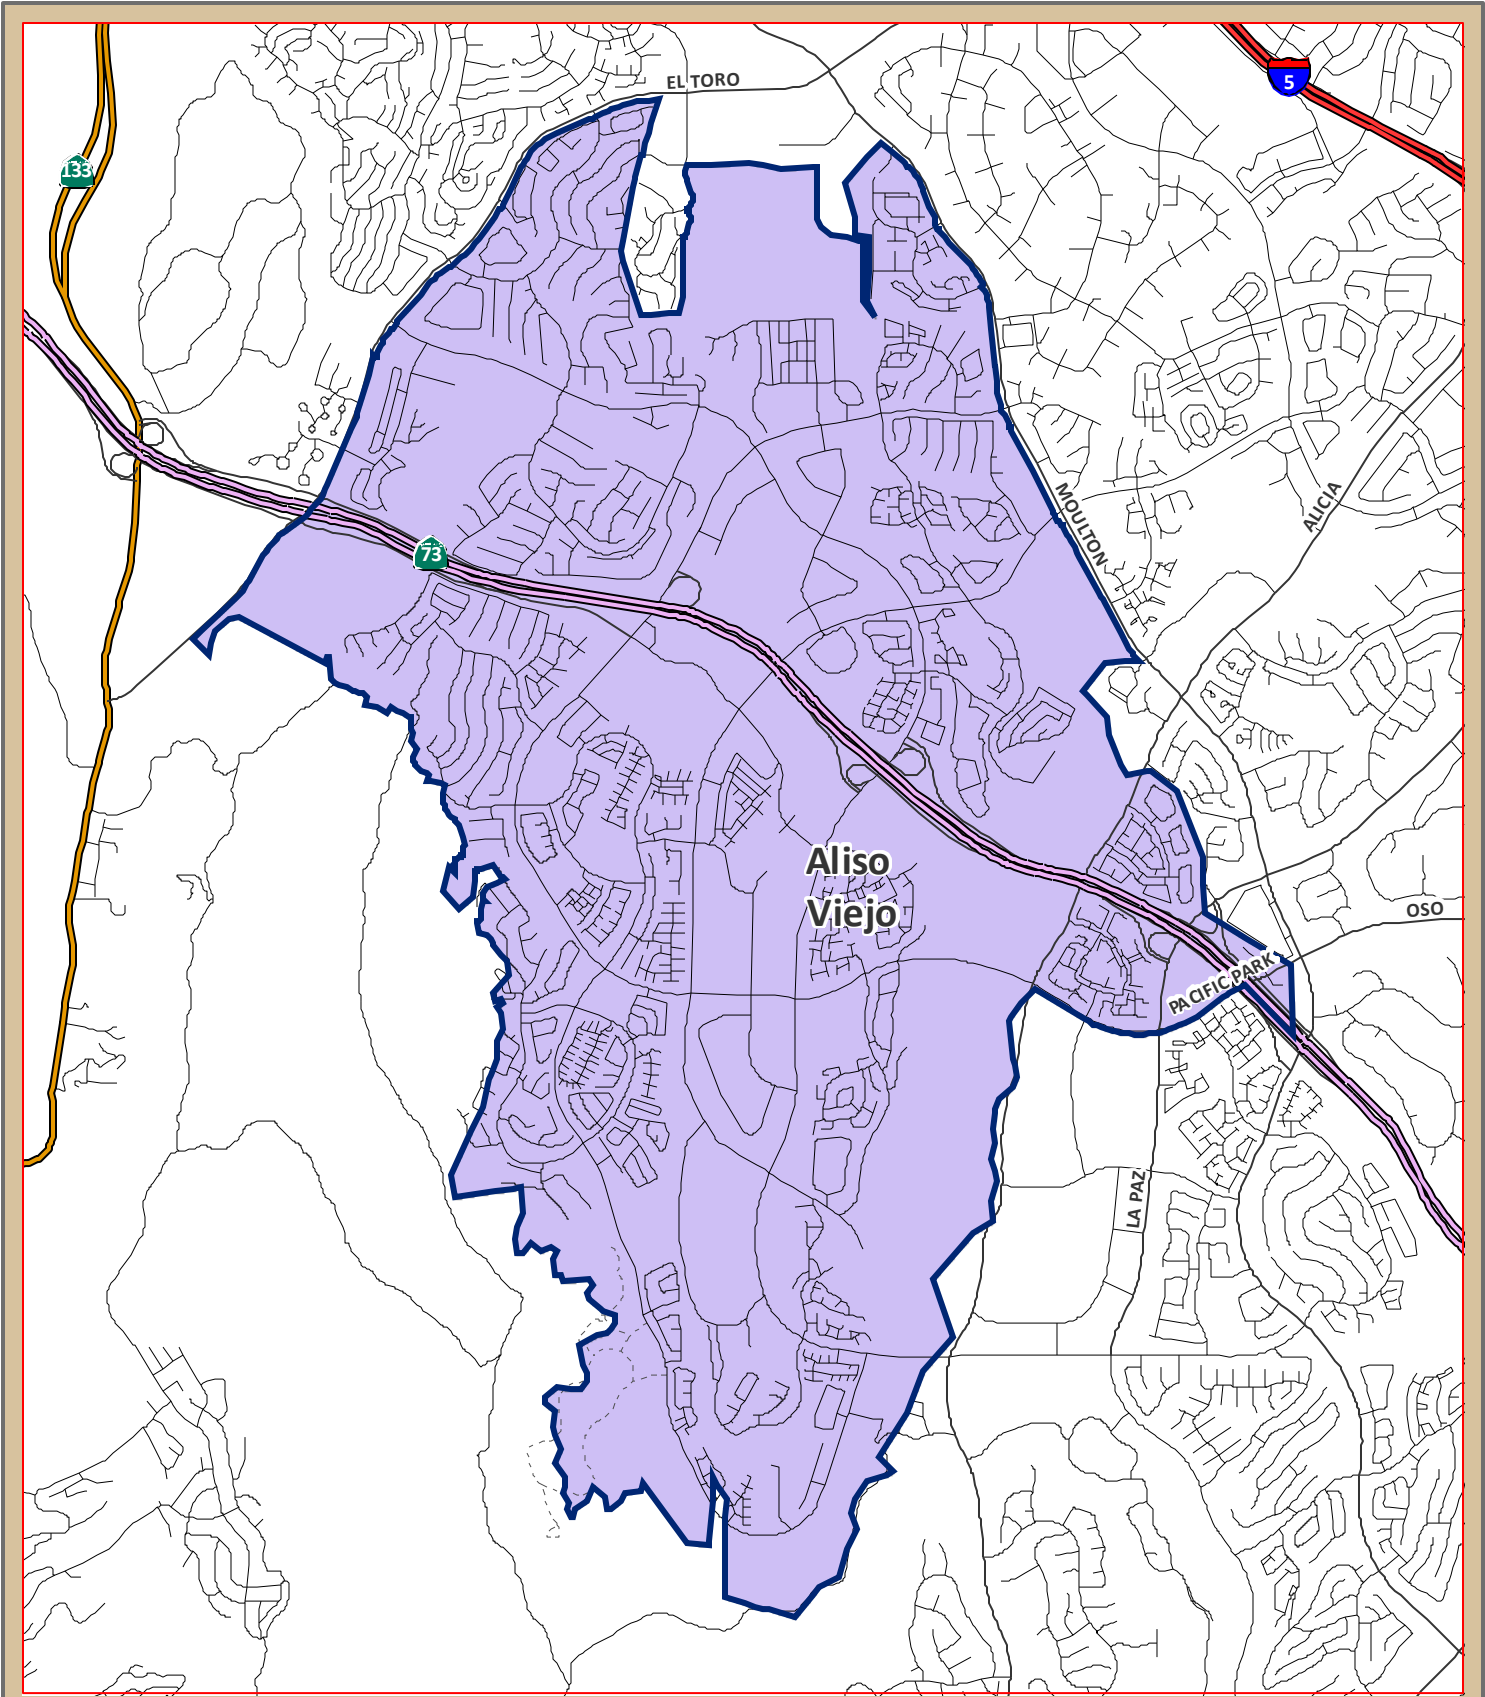 EL TORO
5
133
MOULTON
ALICIA
73
Aliso
Viejo
OSO
PACIFIC PARK
LA PAZ